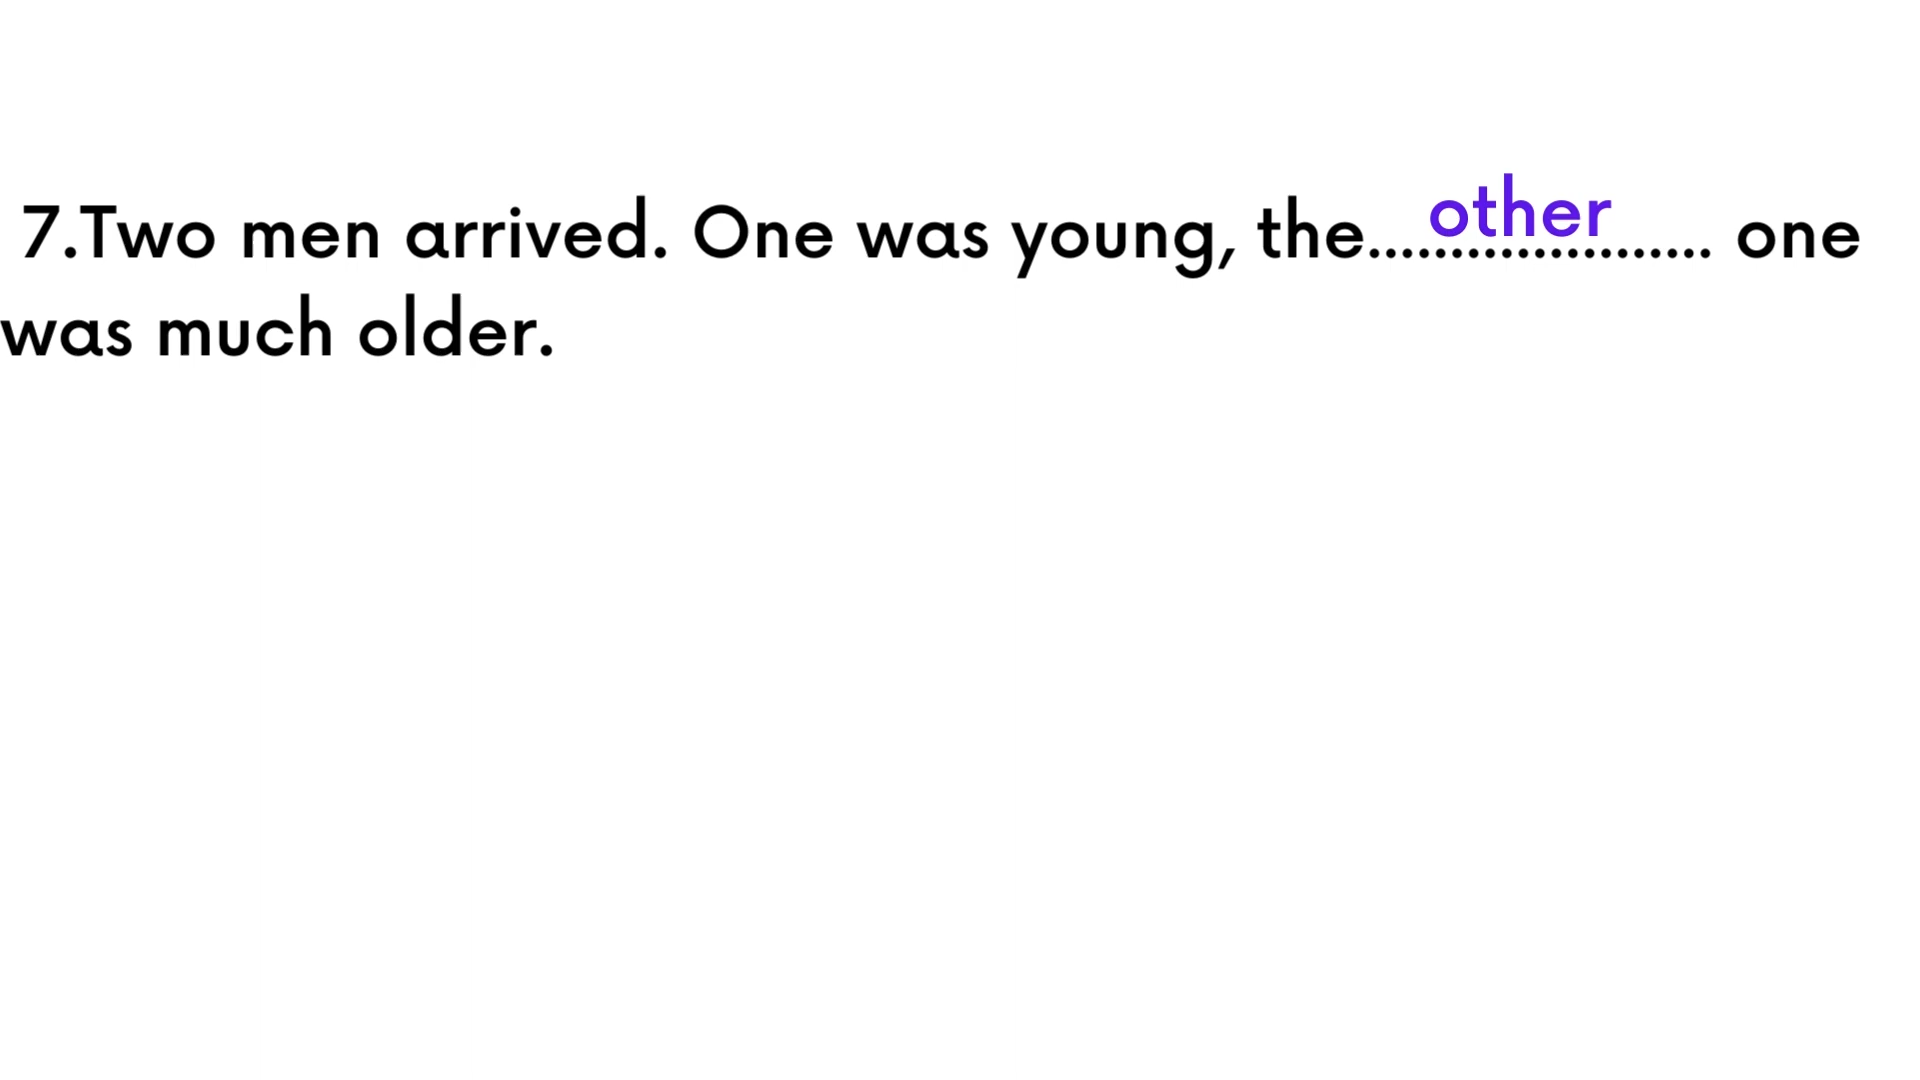 7.Two men arrived. One was young, the.....other................ one
was much older.